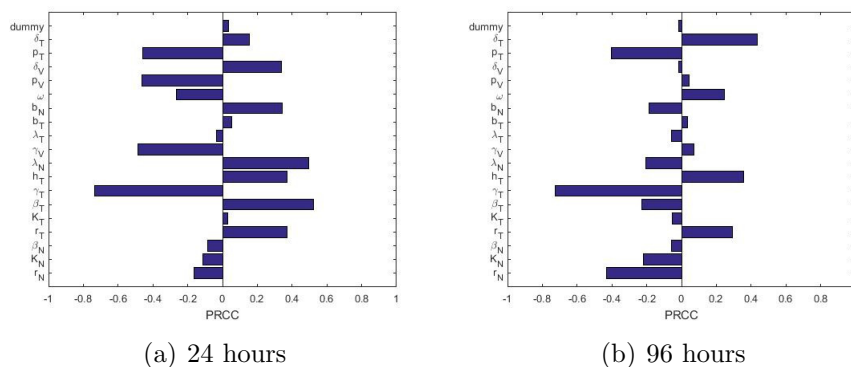 dummy
δ_T
p_T
δ_V
p_V
ω
b_N
b_T
λ_T
γ_V
λ_N
h_T
γ_T
β_T
K_T
r_T
β_N
K_N
r_N
-1 -0.8 -0.6 -0.4 -0.2 0 0.2 0.4 0.6 0.8 1
PRCC
(a) 24 hours
dummy
δ_T
p_T
δ_V
p_V
ω
b_N
b_T
λ_T
γ_V
λ_N
h_T
γ_T
β_T
K_T
r_T
β_N
K_N
r_N
-1 -0.8 -0.6 -0.4 -0.2 0 0.2 0.4 0.6 0.8
PRCC
(b) 96 hours